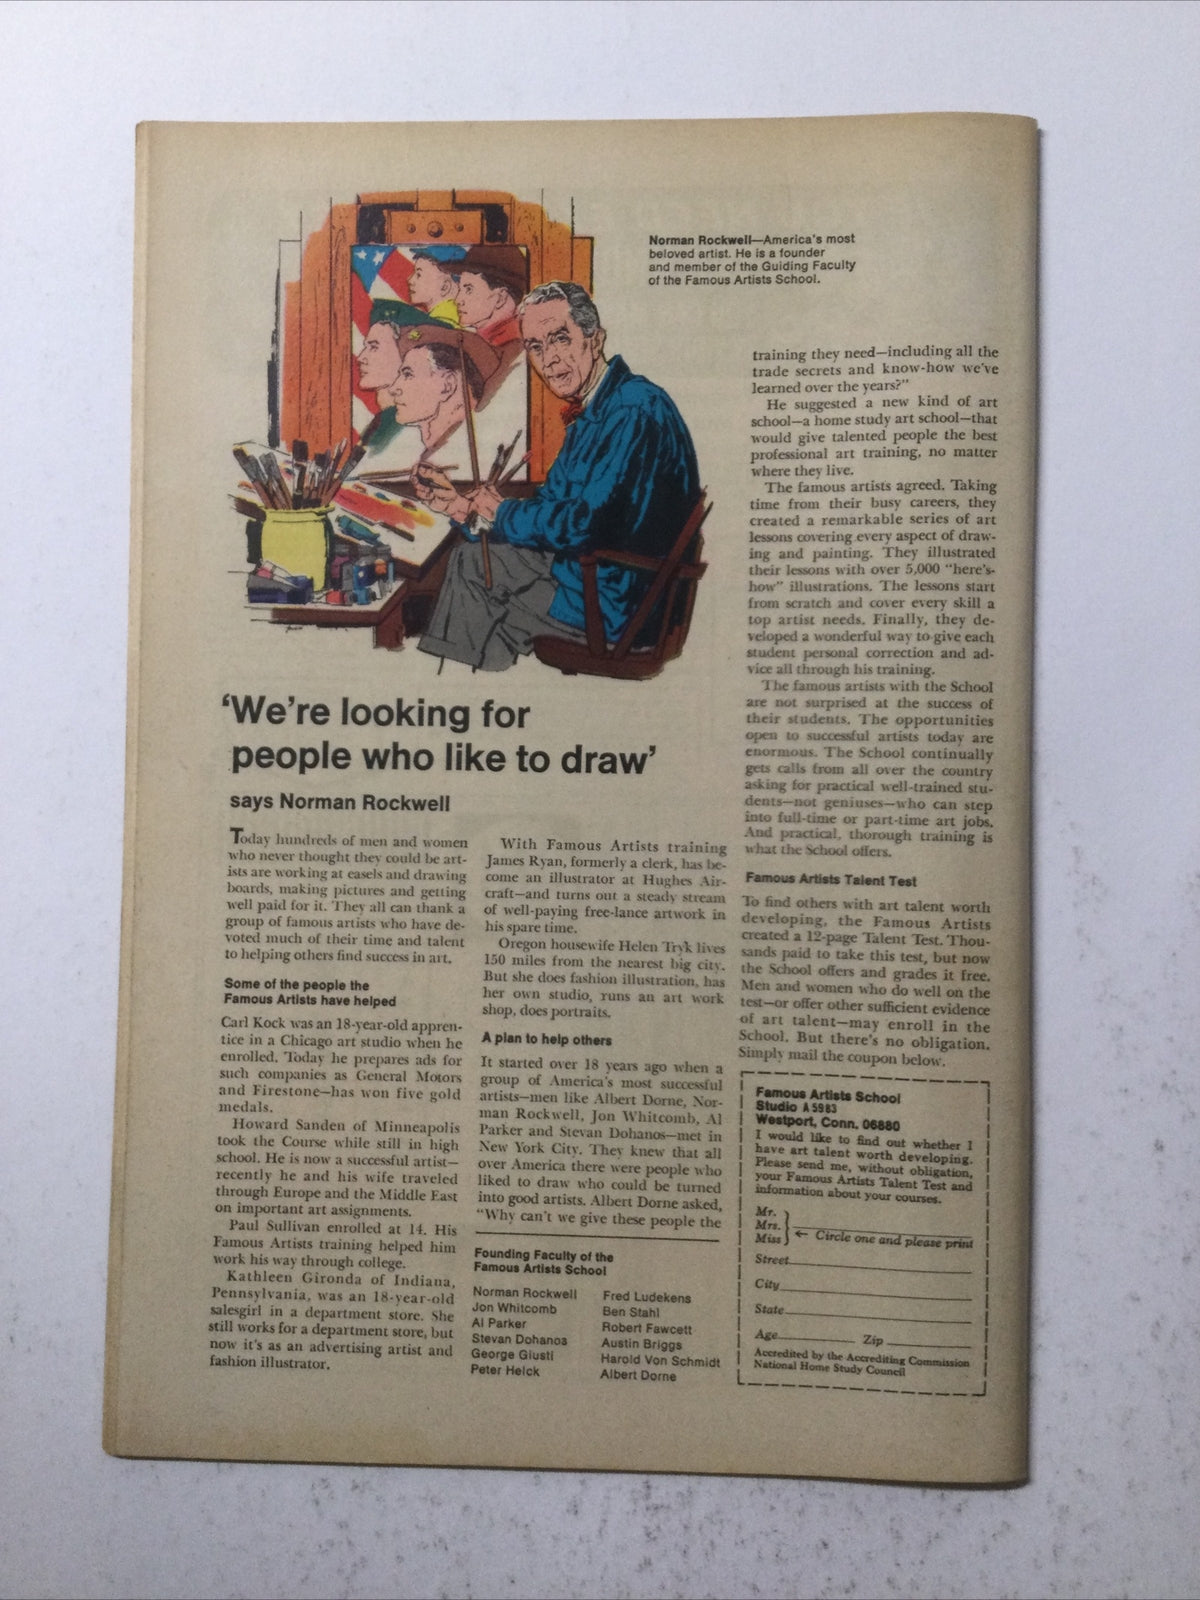 Norman Rockwell—America's most
beloved artist. He is a founder
and member of the Guiding Faculty
of the Famous Artists School.
'We're looking for
people who like to draw'
says Norman Rockwell
Today hundreds of men and women
who never thought they could be art-
ists are working at easels and drawing
boards, making pictures and getting
well paid for it. They all can thank a
group of famous artists who have de-
voted much of their time and talent
to helping others find success in art.
Some of the people the
Famous Artists have helped
Carl Kock was an 18-year-old appren-
tice in a Chicago art studio when he
enrolled. Today he prepares ads for
such companies as General Motors
and Firestone—has won five gold
medals.
Howard Sanden of Minneapolis
took the Course while still in high
school. He is now a successful artist—
recently he and his wife traveled
through Europe and the Middle East
on important art assignments.
Paul Sullivan enrolled at 14. His
Famous Artists training helped him
work his way through college.
Kathleen Gironda of Indiana,
Pennsylvania, was an 18-year-old
salesgirl in a department store. She
still works for a department store, but
now it's as an advertising artist and
fashion illustrator.
With Famous Artists training
James Ryan, formerly a clerk, has be-
come an illustrator at Hughes Air-
craft—and turns out a steady stream
of well-paying free-lance artwork in
his spare time.
Oregon housewife Helen Tryk lives
150 miles from the nearest big city.
But she does fashion illustration, has
her own studio, runs an art work
shop, does portraits.
A plan to help others
It started over 18 years ago when a
group of America's most successful
artists—men like Albert Dorne, Nor-
man Rockwell, Jon Whitcomb, Al
Parker and Stevan Dohanos—met in
New York City. They knew that all
over America there were people who
liked to draw who could be turned
into good artists. Albert Dorne asked,
"Why can't we give these people the
Founding Faculty of the
Famous Artists School
Norman Rockwell
Jon Whitcomb
Al Parker
Stevan Dohanos
George Giusti
Peter Helck
Fred Ludekens
Ben Stahl
Robert Fawcett
Austin Briggs
Harold Von Schmidt
Albert Dorne
training they need—including all the
trade secrets and know-how we've
learned over the years?"
He suggested a new kind of art
school—a home study art school—that
would give talented people the best
professional art training, no matter
where they live.
The famous artists agreed. Taking
time from their busy careers, they
created a remarkable series of art
lessons covering every aspect of draw-
ing and painting. They illustrated
their lessons with over 5,000 "here's-
how" illustrations. The lessons start
from scratch and cover every skill a
top artist needs. Finally, they de-
veloped a wonderful way to give each
student personal correction and ad-
vice all through his training.
The famous artists with the School
are not surprised at the success of
their students. The opportunities
open to successful artists today are
enormous. The School continually
gets calls from all over the country
asking for practical well-trained stu-
dents—not geniuses—who can step
into full-time or part-time art jobs.
And practical, thorough training is
what the School offers.
Famous Artists Talent Test
To find others with art talent worth
developing, the Famous Artists
created a 12-page Talent Test. Thou-
sands paid to take this test, but now
the School offers and grades it free.
Men and women who do well on the
test—or offer other sufficient evidence
of art talent—may enroll in the
School. But there's no obligation.
Simply mail the coupon below.
Famous Artists School
Studio A5983
Westport, Conn. 06880
I would like to find out whether I
have art talent worth developing.
Please send me, without obligation,
your Famous Artists Talent Test and
information about your courses.
Mr.
Mrs.
Miss ← Circle one and please print
Street
City
State
Age Zip
Accredited by the Accrediting Commission
National Home Study Council